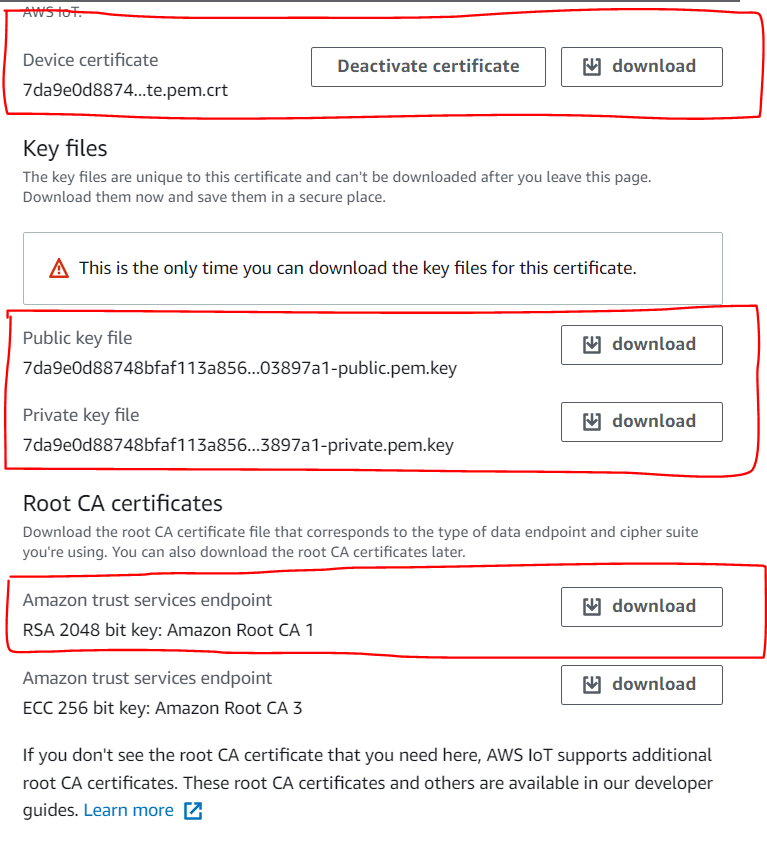 AWS IoT.
Device certificate
Deactivate certificate
download
7da9e0d8874...te.pem.crt
Key files
The key files are unique to this certificate and can't be downloaded after you leave this page.
Download them now and save them in a secure place.
This is the only time you can download the key files for this certificate.
Public key file
download
7da9e0d88748bfaf113a856...03897a1-public.pem.key
Private key file
download
7da9e0d88748bfaf113a856...3897a1-private.pem.key
Root CA certificates
Download the root CA certificate file that corresponds to the type of data endpoint and cipher suite
you're using. You can also download the root CA certificates later.
Amazon trust services endpoint
download
RSA 2048 bit key: Amazon Root CA 1
Amazon trust services endpoint
download
ECC 256 bit key: Amazon Root CA 3
If you don't see the root CA certificate that you need here, AWS IoT supports additional
root CA certificates. These root CA certificates and others are available in our developer
guides. Learn more